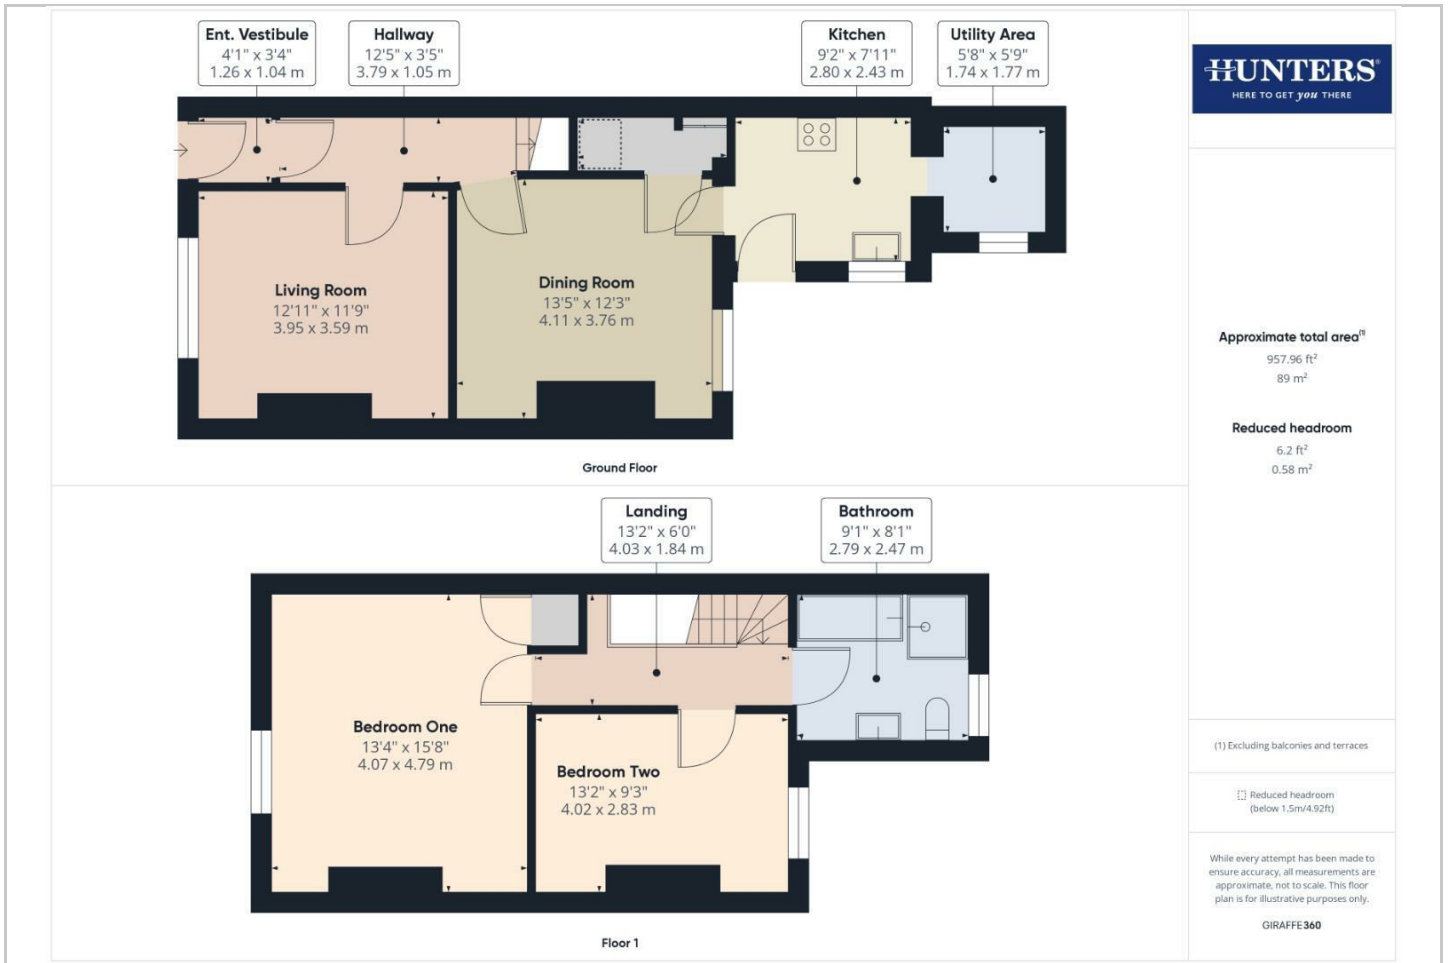 Ent. Vestibule
4'1" x 3'4"
1.26 x 1.04 m
Hallway
12'5" x 3'5"
3.79 x 1.05 m
Kitchen
9'2" x 7'11"
2.80 x 2.43 m
Utility Area
5'8" x 5'9"
1.74 x 1.77 m
Living Room
12'11" x 11'9"
3.95 x 3.59 m
Dining Room
13'5" x 12'3"
4.11 x 3.76 m
Ground Floor
Landing
13'2" x 6'0"
4.03 x 1.84 m
Bathroom
9'1" x 8'1"
2.79 x 2.47 m
Bedroom One
13'4" x 15'8"
4.07 x 4.79 m
Bedroom Two
13'2" x 9'3"
4.02 x 2.83 m
Floor 1
HUNTERS®
HERE TO GET you THERE
Approximate total area⁽¹⁾
957.96 ft²
89 m²
Reduced headroom
6.2 ft²
0.58 m²
(1) Excluding balconies and terraces
Reduced headroom
(below 1.5m/4.92ft)
While every attempt has been made to
ensure accuracy, all measurements are
approximate, not to scale. This floor
plan is for illustrative purposes only.
GIRAFFE360